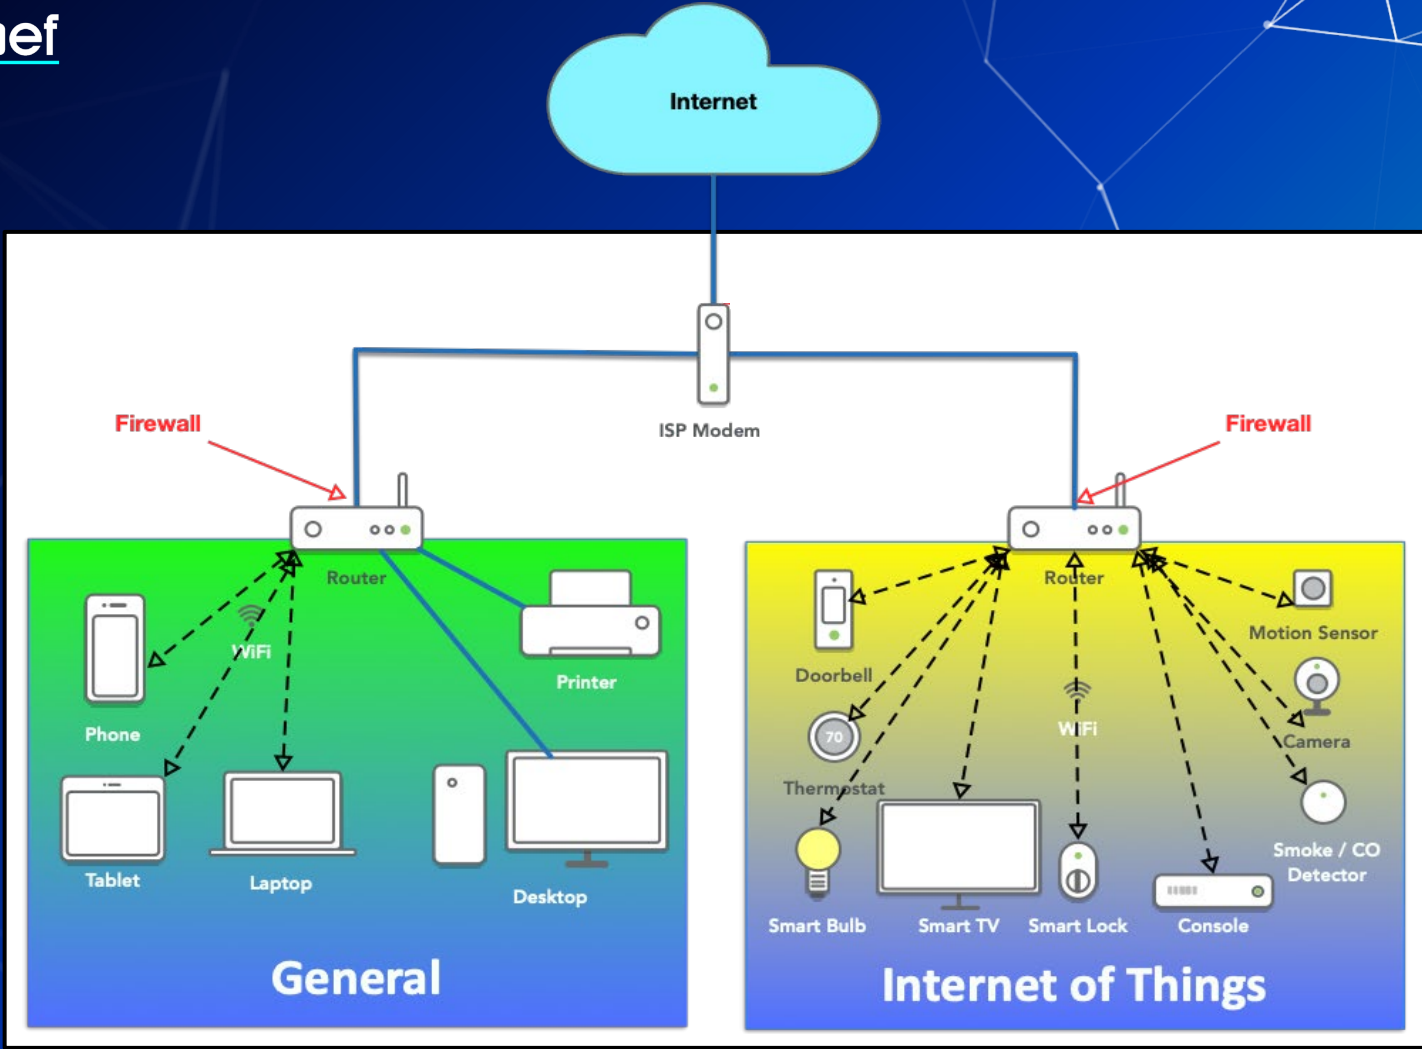 Internet
ISP Modem
Firewall
Firewall
Router
WiFi
Phone
Printer
Tablet
Laptop
Desktop
General
Router
Doorbell
Motion Sensor
WiFi
70
Thermostat
Camera
Smoke / CO
Detector
Smart Bulb
Smart TV
Smart Lock
Console
Internet of Things